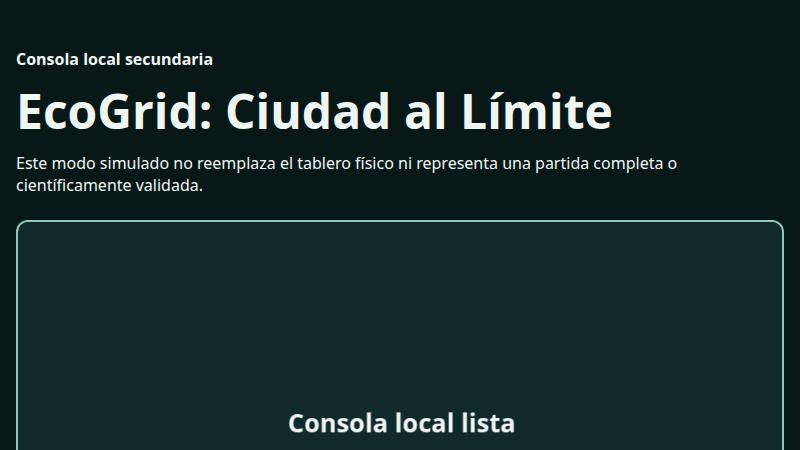 Consola local secundaria
EcoGrid: Ciudad al Límite
Este modo simulado no reemplaza el tablero físico ni representa una partida completa o
científicamente validada.
Consola local lista